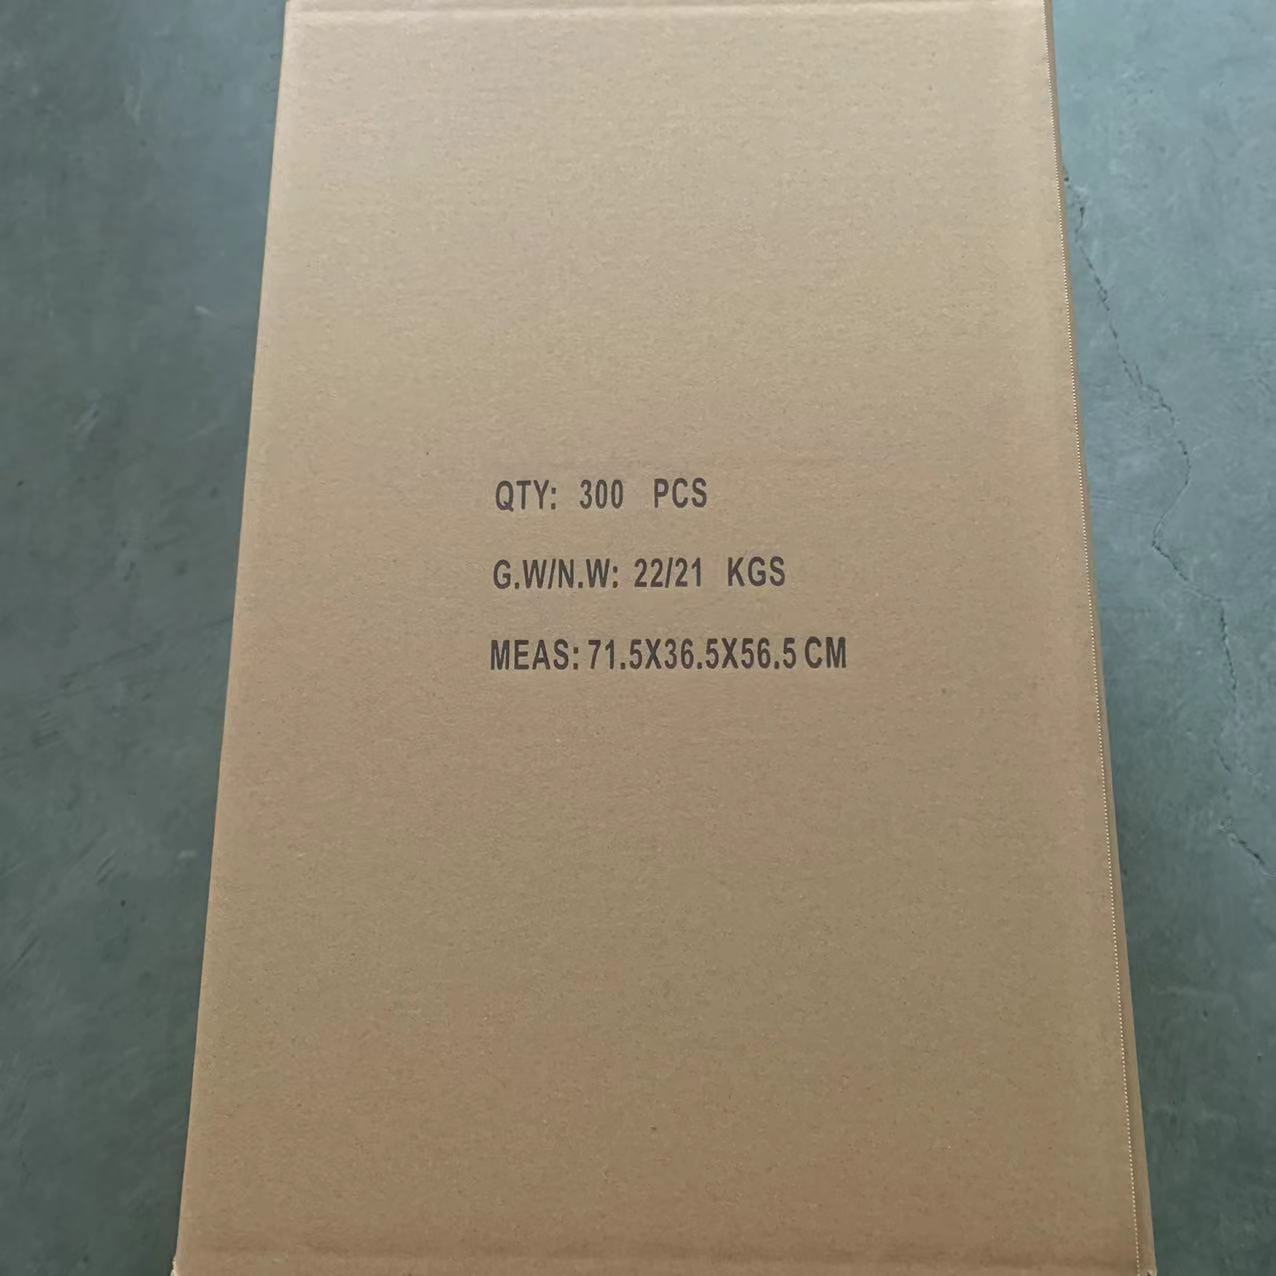 QTY: 300 PCS
G.W/N.W: 22/21 KGS
MEAS: 71.5X36.5X56.5 CM